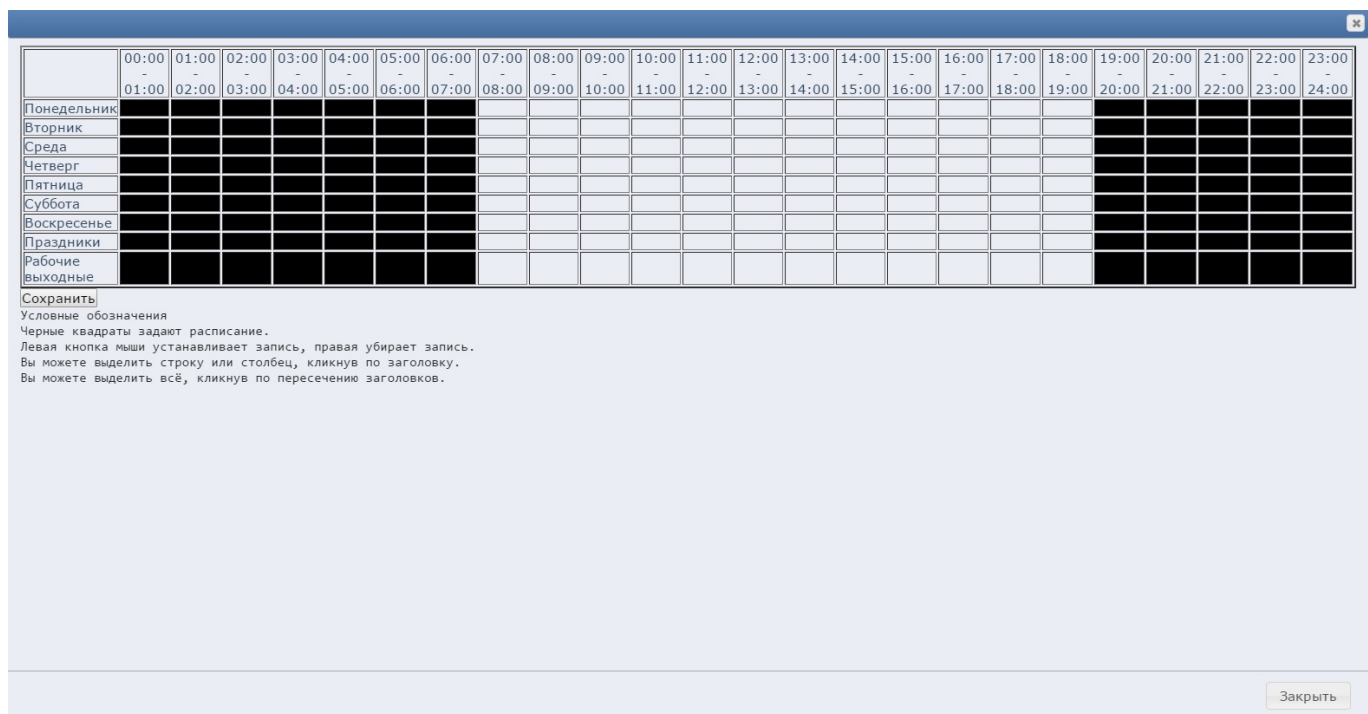 00:00 01:00 02:00 03:00 04:00 05:00 06:00 07:00 08:00 09:00 10:00 11:00 12:00 13:00 14:00 15:00 16:00 17:00 18:00 19:00 20:00 21:00 22:00 23:00
- - - - - - - - - - - - - - - - - - - - - - - -
01:00 02:00 03:00 04:00 05:00 06:00 07:00 08:00 09:00 10:00 11:00 12:00 13:00 14:00 15:00 16:00 17:00 18:00 19:00 20:00 21:00 22:00 23:00 24:00
Понедельник
Вторник
Среда
Четверг
Пятница
Суббота
Воскресенье
Праздники
Рабочие
выходные
Сохранить
Условные обозначения
Черные квадраты задают расписание.
Левая кнопка мыши устанавливает запись, правая убирает запись.
Вы можете выделить строку или столбец, кликнув по заголовку.
Вы можете выделить всё, кликнув по пересечению заголовков.
Закрыть